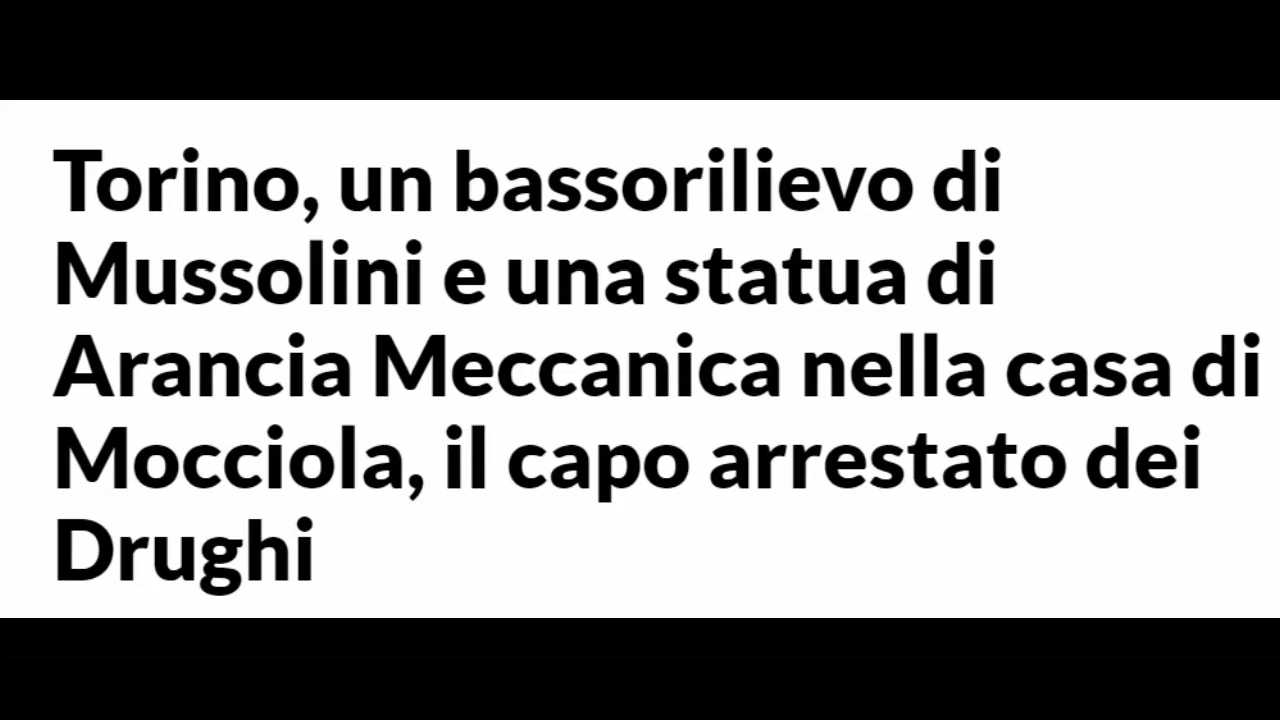 Torino, un bassorilievo di
Mussolini e una statua di
Arancia Meccanica nella casa di
Mocciola, il capo arrestato dei
Drughi